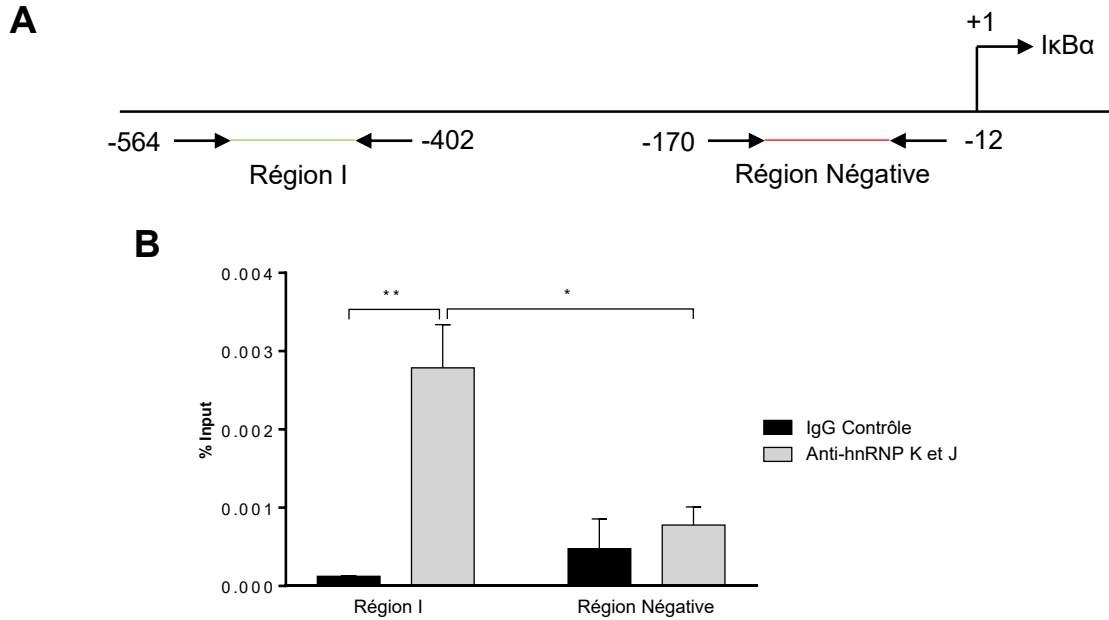 A
+1
IκBα
-564
-402
-170
-12
Région I
Région Négative
B
0.004
** *
0.003
0.002
0.001
0.000
% Input
IgG Contrôle
Anti-hnRNP K et J
Région I
Région Négative